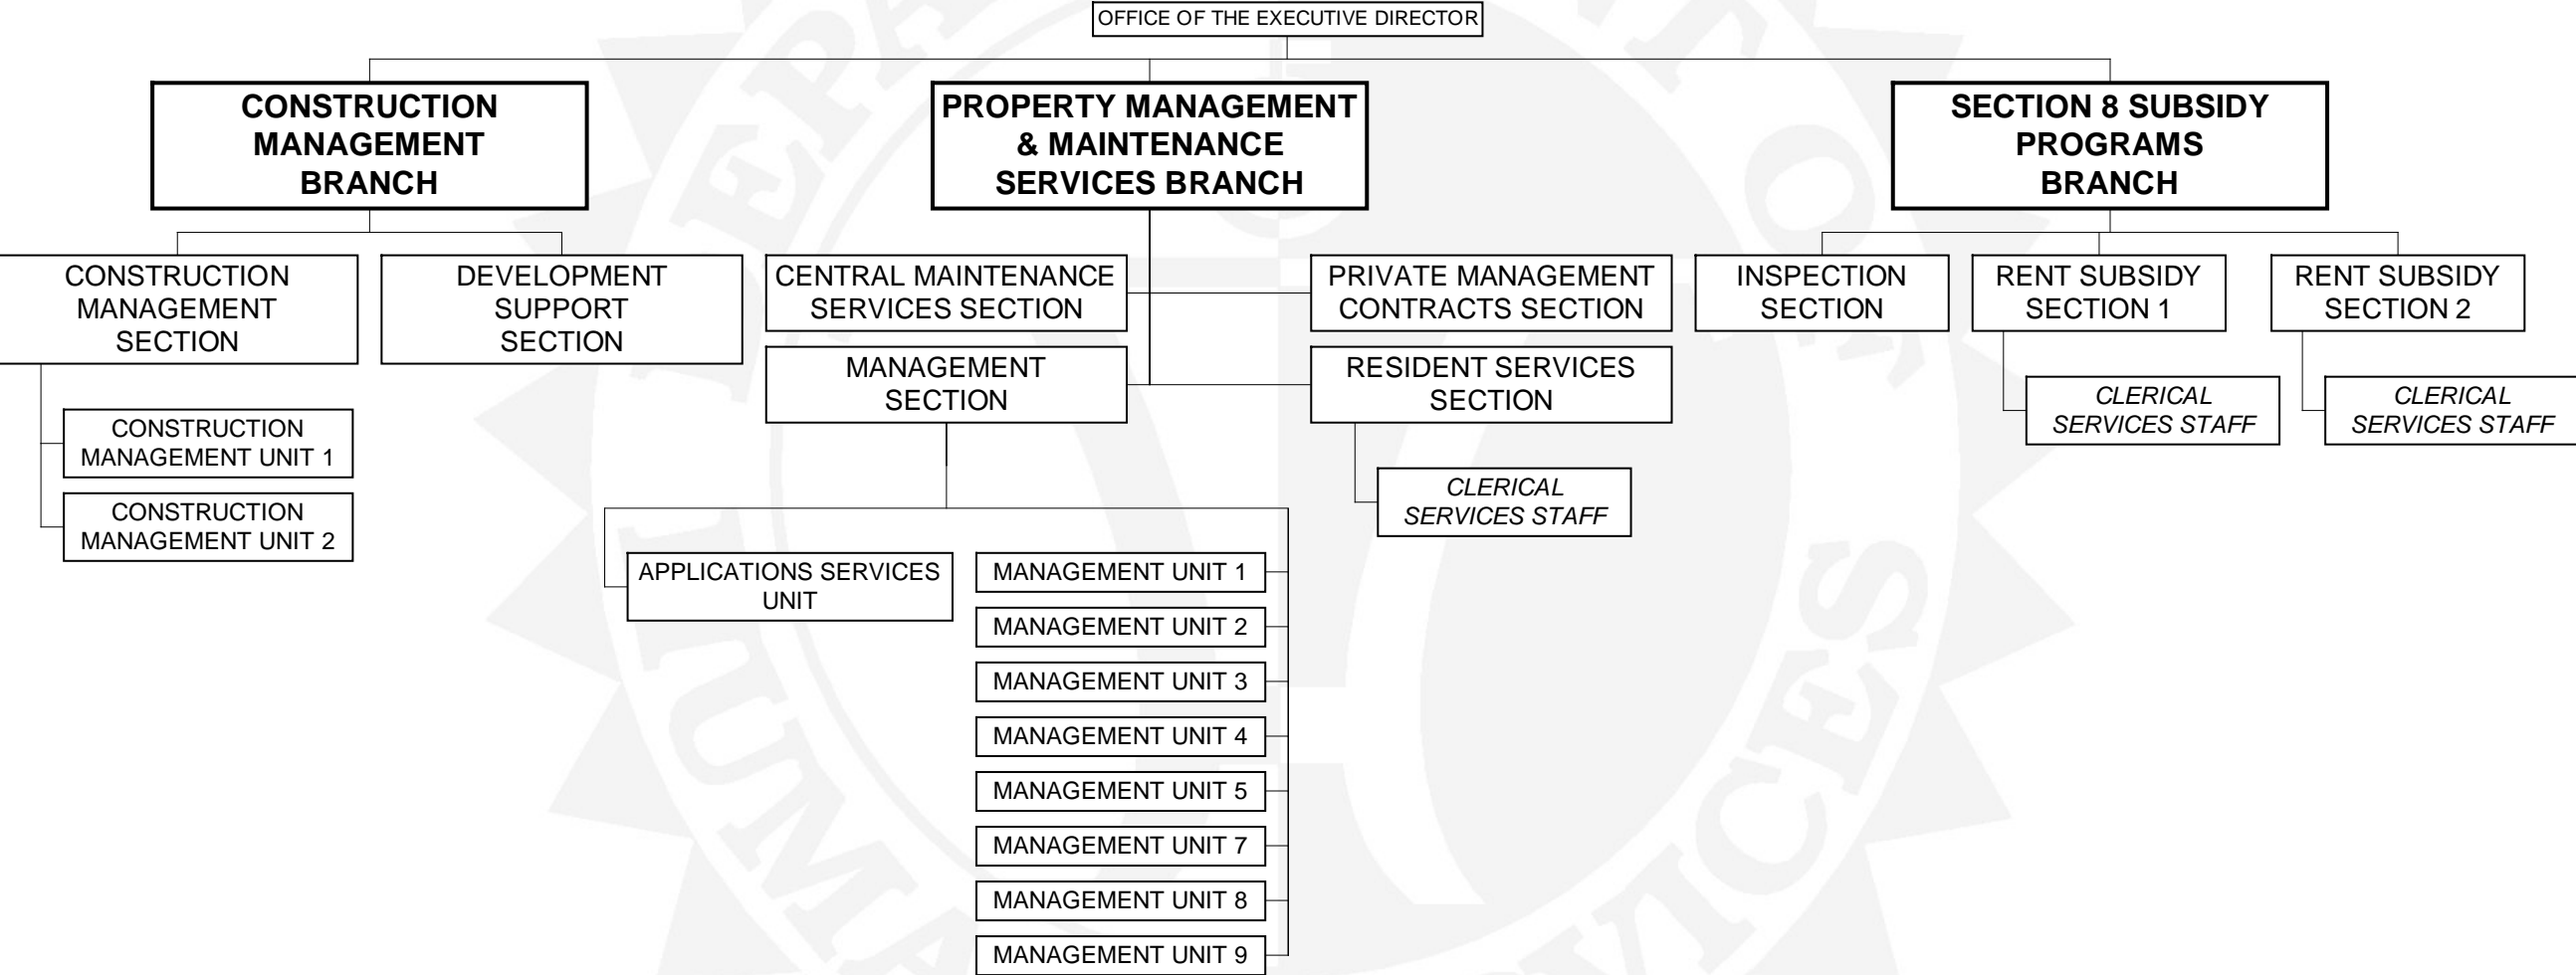 OFFICE OF THE EXECUTIVE DIRECTOR
CONSTRUCTION
MANAGEMENT
BRANCH
PROPERTY MANAGEMENT
& MAINTENANCE
SERVICES BRANCH
SECTION 8 SUBSIDY
PROGRAMS
BRANCH
CONSTRUCTION
MANAGEMENT
SECTION
DEVELOPMENT
SUPPORT
SECTION
CENTRAL MAINTENANCE
SERVICES SECTION
PRIVATE MANAGEMENT
CONTRACTS SECTION
INSPECTION
SECTION
RENT SUBSIDY
SECTION 1
RENT SUBSIDY
SECTION 2
MANAGEMENT
SECTION
RESIDENT SERVICES
SECTION
CLERICAL
SERVICES STAFF
CLERICAL
SERVICES STAFF
CONSTRUCTION
MANAGEMENT UNIT 1
CONSTRUCTION
MANAGEMENT UNIT 2
CLERICAL
SERVICES STAFF
APPLICATIONS SERVICES
UNIT
MANAGEMENT UNIT 1
MANAGEMENT UNIT 2
MANAGEMENT UNIT 3
MANAGEMENT UNIT 4
MANAGEMENT UNIT 5
MANAGEMENT UNIT 7
MANAGEMENT UNIT 8
MANAGEMENT UNIT 9